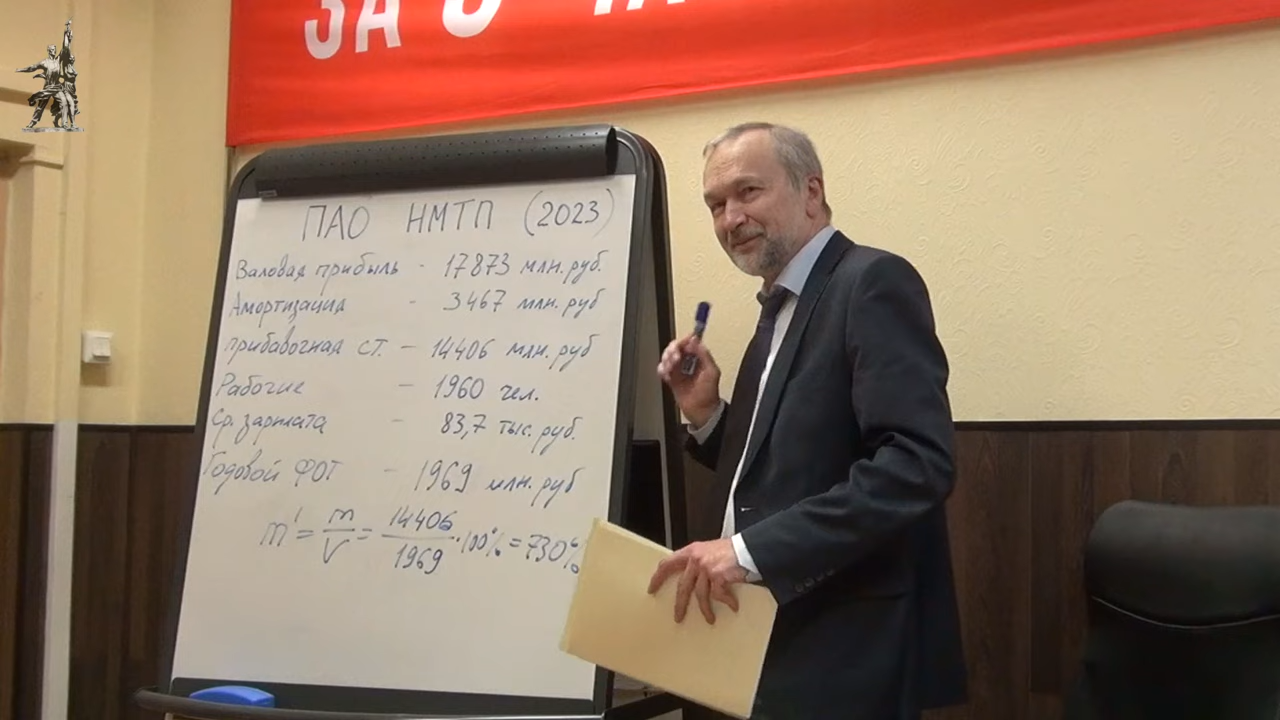 ЗА
ПАО НМТП (2023)
Валовая прибыль - 17873 млн. руб.
Амортизация - 3467 млн. руб
прибавочная ст. - 14406 млн. руб
Рабочие - 1960 чел.
Ср. зарплата - 83,7 тыс. руб.
Годовой ФОТ - 1969 млн. руб
m' = m/V = 14406/1969 · 100% = 730%